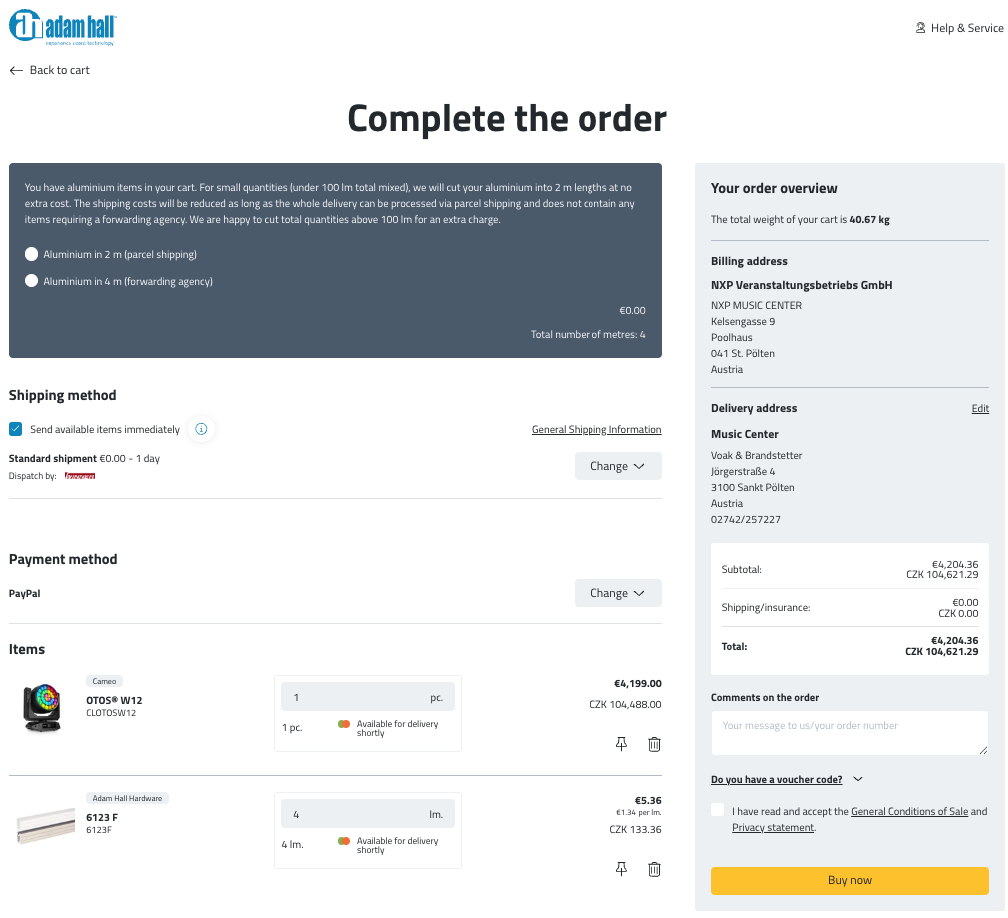 adam hall
experience event technology
Help & Service
Back to cart
Complete the order
You have aluminium items in your cart. For small quantities (under 100 lm total mixed), we will cut your aluminium into 2 m lengths at no
extra cost. The shipping costs will be reduced as long as the whole delivery can be processed via parcel shipping and does not contain any
items requiring a forwarding agency. We are happy to cut total quantities above 100 lm for an extra charge.
Aluminium in 2 m (parcel shipping)
Aluminium in 4 m (forwarding agency)
€0.00
Total number of metres: 4
Shipping method
Send available items immediately
General Shipping Information
Standard shipment €0.00 - 1 day
Dispatch by:
Change
Payment method
PayPal
Change
Items
Cameo
OTOS® W12
CLOTOSW12
1 pc.
1 pc.
Available for delivery
shortly
€4,199.00
CZK 104,488.00
Adam Hall Hardware
6123 F
6123F
4 lm.
4 lm.
Available for delivery
shortly
€5.36
€1.34 per lm.
CZK 133.36
Your order overview
The total weight of your cart is 40.67 kg
Billing address
NXP Veranstaltungsbetriebs GmbH
NXP MUSIC CENTER
Kelsengasse 9
Poolhaus
041 St. Pölten
Austria
Delivery address
Edit
Music Center
Voak & Brandstetter
Jörgerstraße 4
3100 Sankt Pölten
Austria
02742/257227
Subtotal:
€4,204.36
CZK 104,621.29
Shipping/insurance:
€0.00
CZK 0.00
Total:
€4,204.36
CZK 104,621.29
Comments on the order
Your message to us/your order number
Do you have a voucher code?
I have read and accept the General Conditions of Sale and
Privacy statement.
Buy now